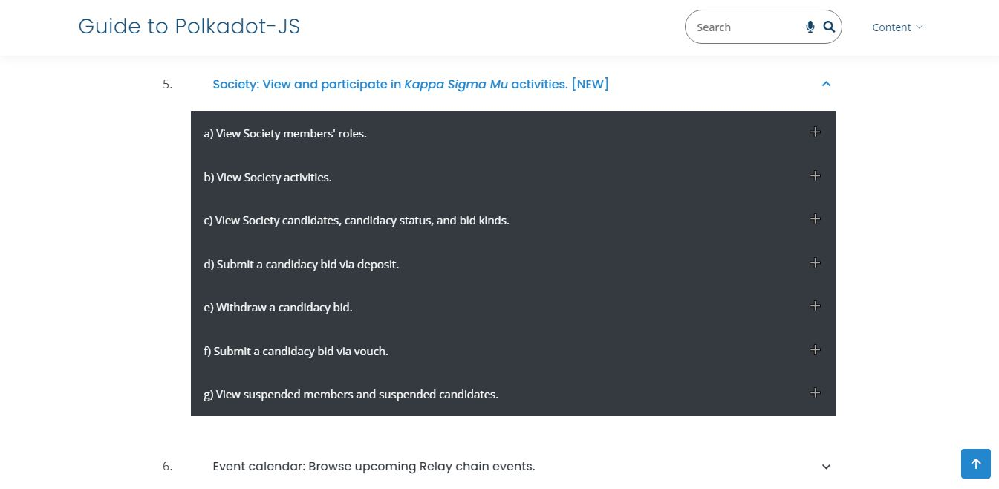 Guide to Polkadot-JS
Search
Content
5. Society: View and participate in Kappa Sigma Mu activities. [NEW]
a) View Society members' roles.
b) View Society activities.
c) View Society candidates, candidacy status, and bid kinds.
d) Submit a candidacy bid via deposit.
e) Withdraw a candidacy bid.
f) Submit a candidacy bid via vouch.
g) View suspended members and suspended candidates.
6. Event calendar: Browse upcoming Relay chain events.